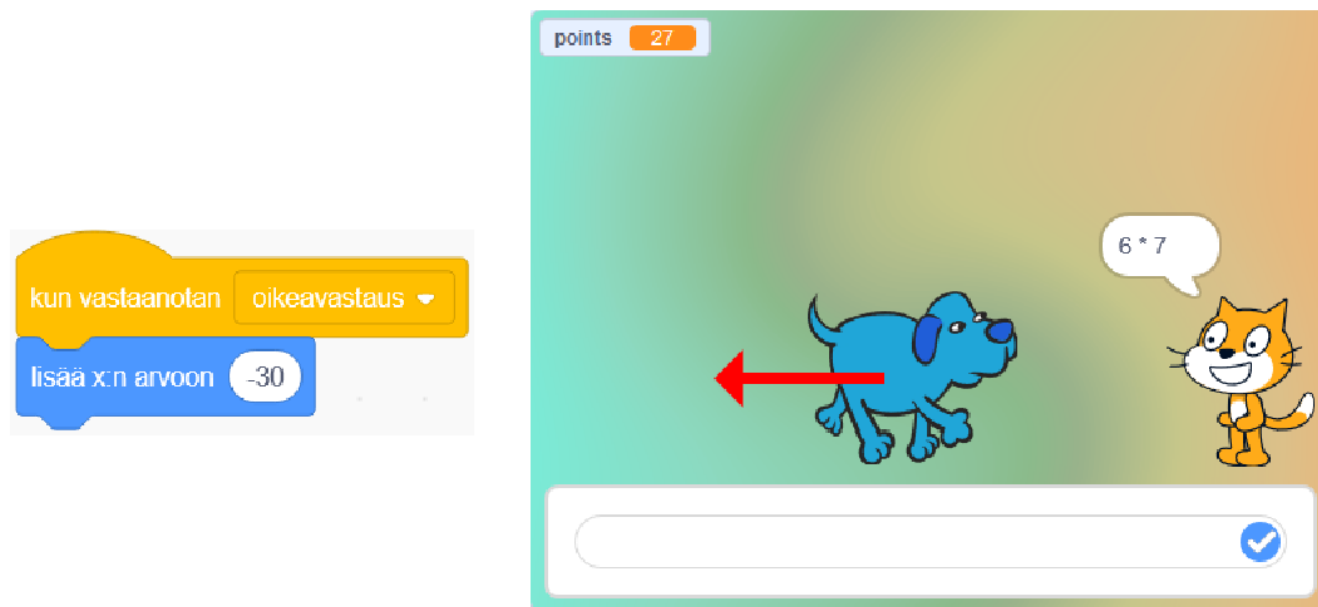 kun vastaanotan oikeavastaus
lisää x:n arvoon -30
points 27
6 * 7